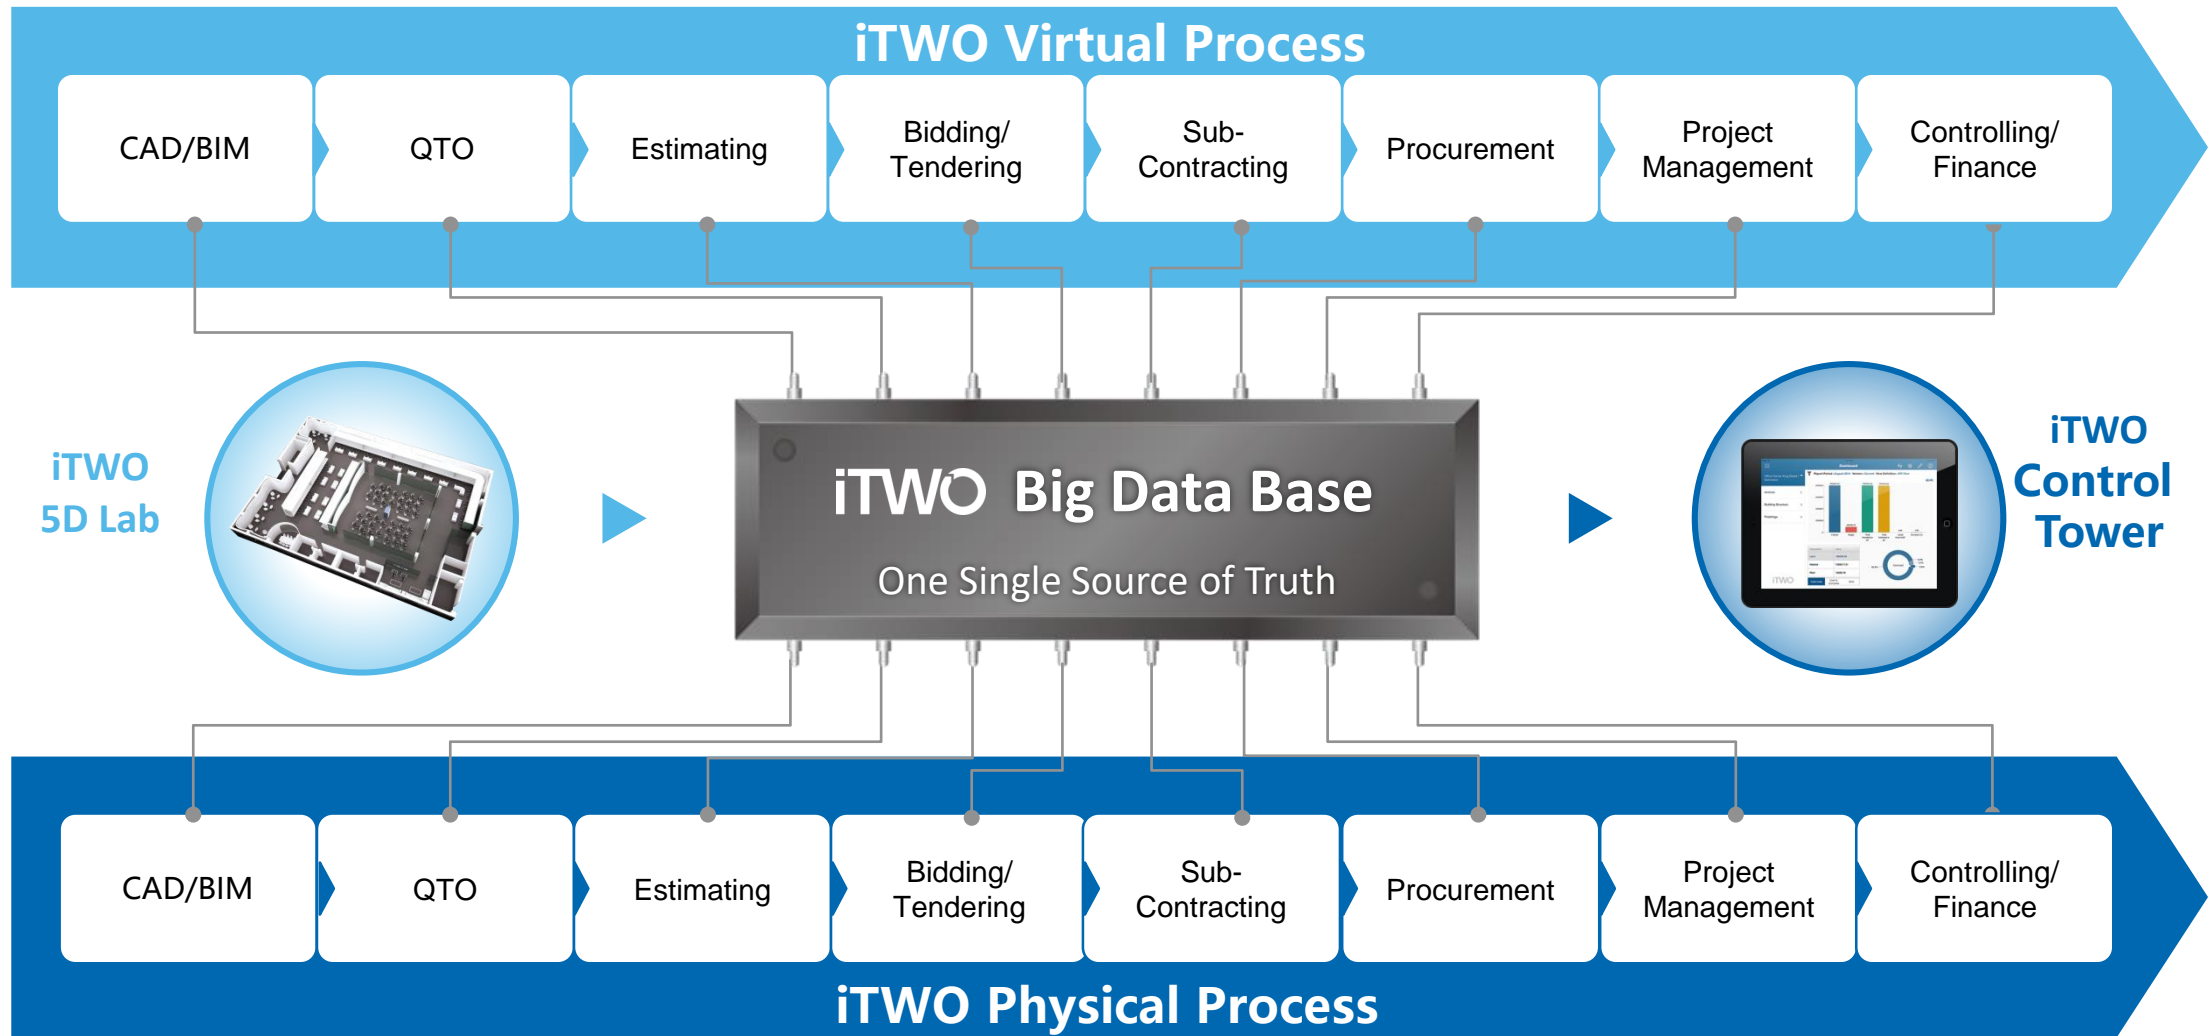 iTWO Virtual Process
CAD/BIM
QTO
Estimating
Bidding/
Tendering
Sub-
Contracting
Procurement
Project
Management
Controlling/
Finance
iTWO
5D Lab
iTWO Big Data Base
One Single Source of Truth
Dashboard
iTWO
iTWO
Control
Tower
CAD/BIM
QTO
Estimating
Bidding/
Tendering
Sub-
Contracting
Procurement
Project
Management
Controlling/
Finance
iTWO Physical Process